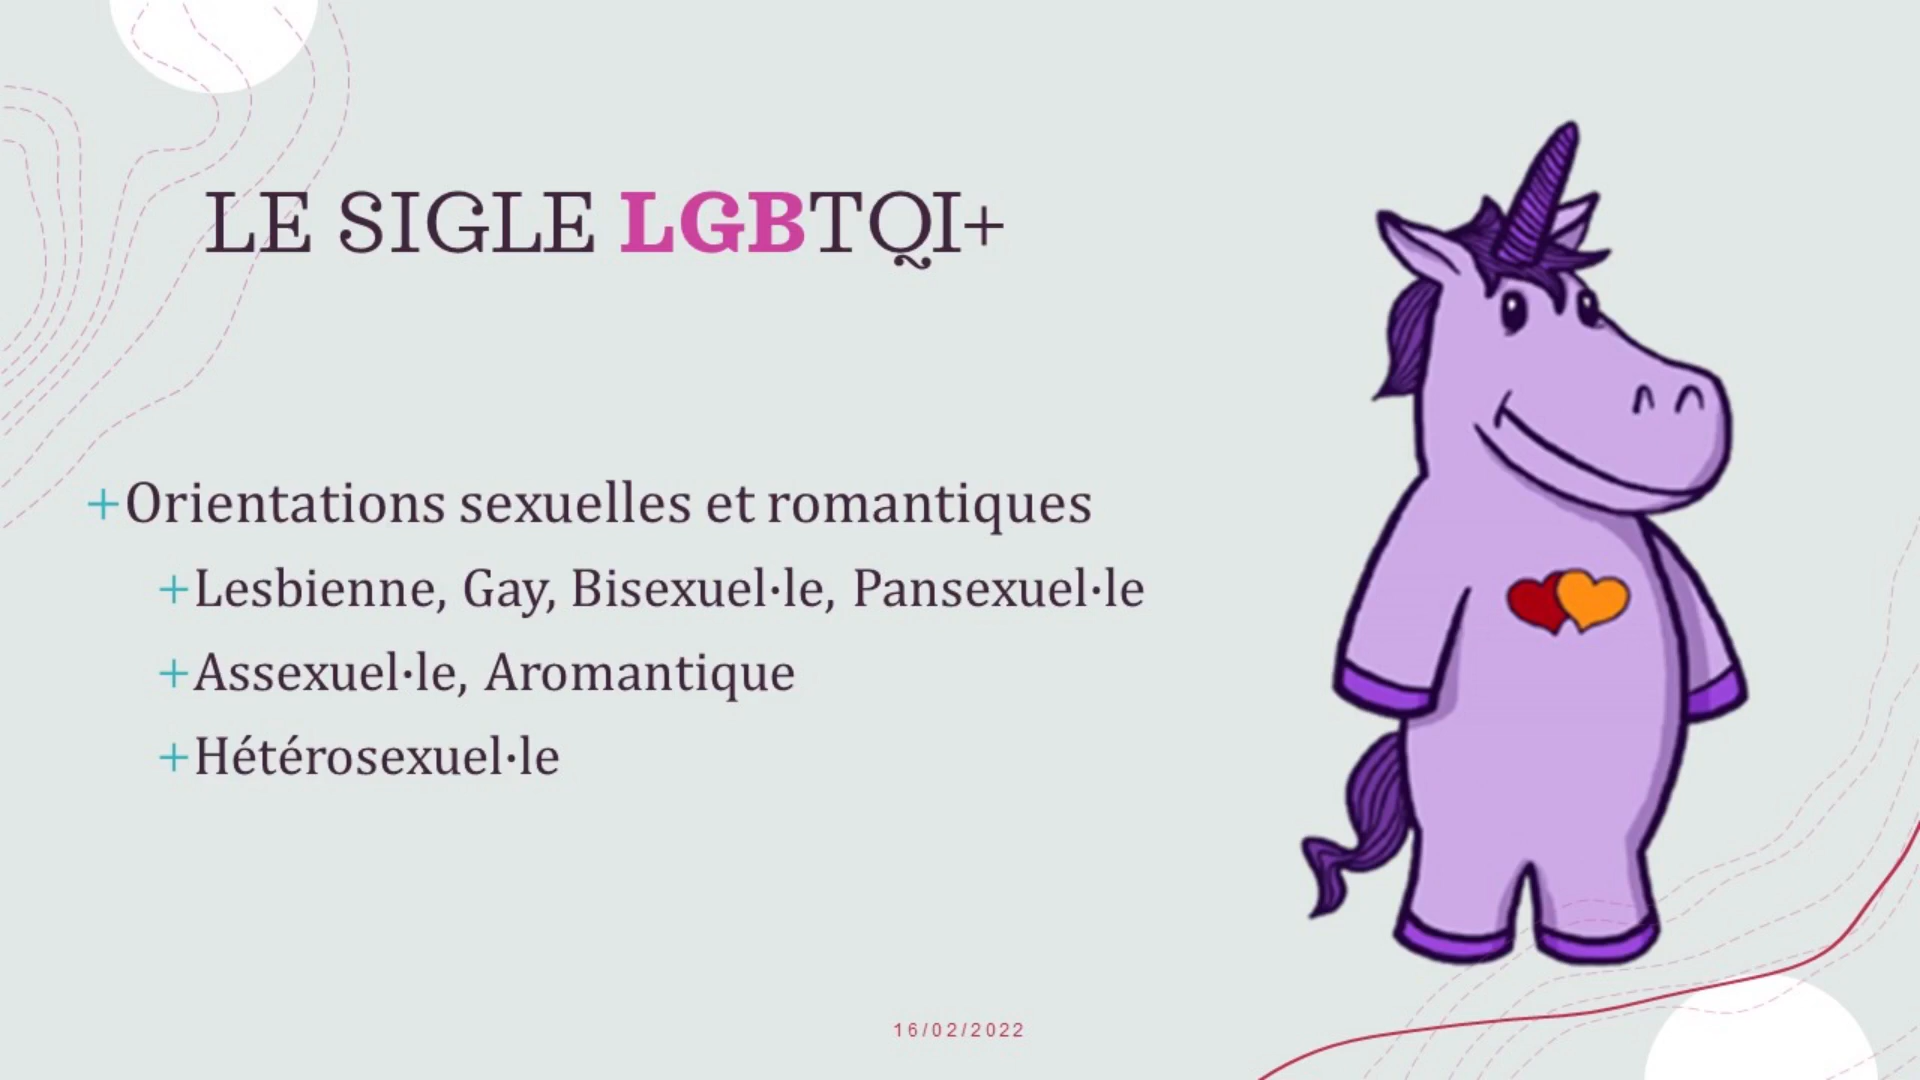 LE SIGLE LGBTQI+
+Orientations sexuelles et romantiques
+Lesbienne, Gay, Bisexuel·le, Pansexuel·le
+Assexuel·le, Aromantique
+Hétérosexuel·le
16/02/2022